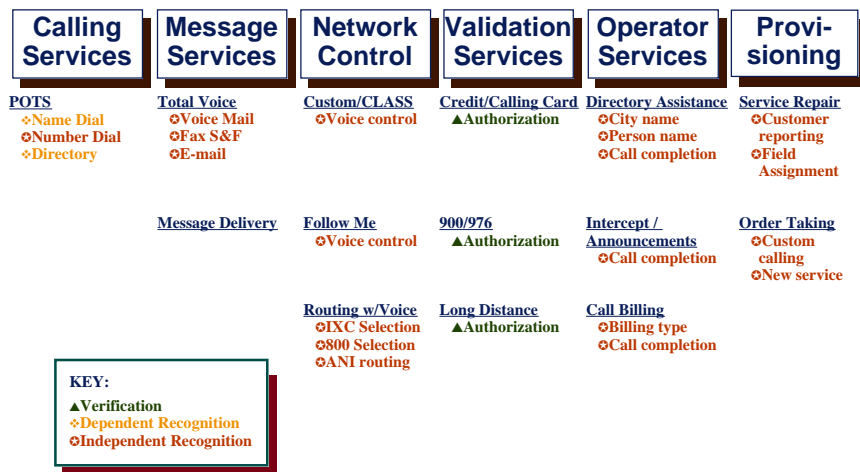 Calling
Services
Message
Services
Network
Control
Validation
Services
Operator
Services
Provi-
sioning
POTS
❖Name Dial
✪Number Dial
❖Directory
Total Voice
✪Voice Mail
✪Fax S&F
✪E-mail
Message Delivery
Custom/CLASS
✪Voice control
Follow Me
✪Voice control
Routing w/Voice
✪IXC Selection
✪800 Selection
✪ANI routing
Credit/Calling Card
▲Authorization
900/976
▲Authorization
Long Distance
▲Authorization
Directory Assistance
✪City name
✪Person name
✪Call completion
Intercept /
Announcements
✪Call completion
Call Billing
✪Billing type
✪Call completion
Service Repair
✪Customer
reporting
✪Field
Assignment
Order Taking
✪Custom
calling
✪New service
KEY:
▲Verification
❖Dependent Recognition
✪Independent Recognition